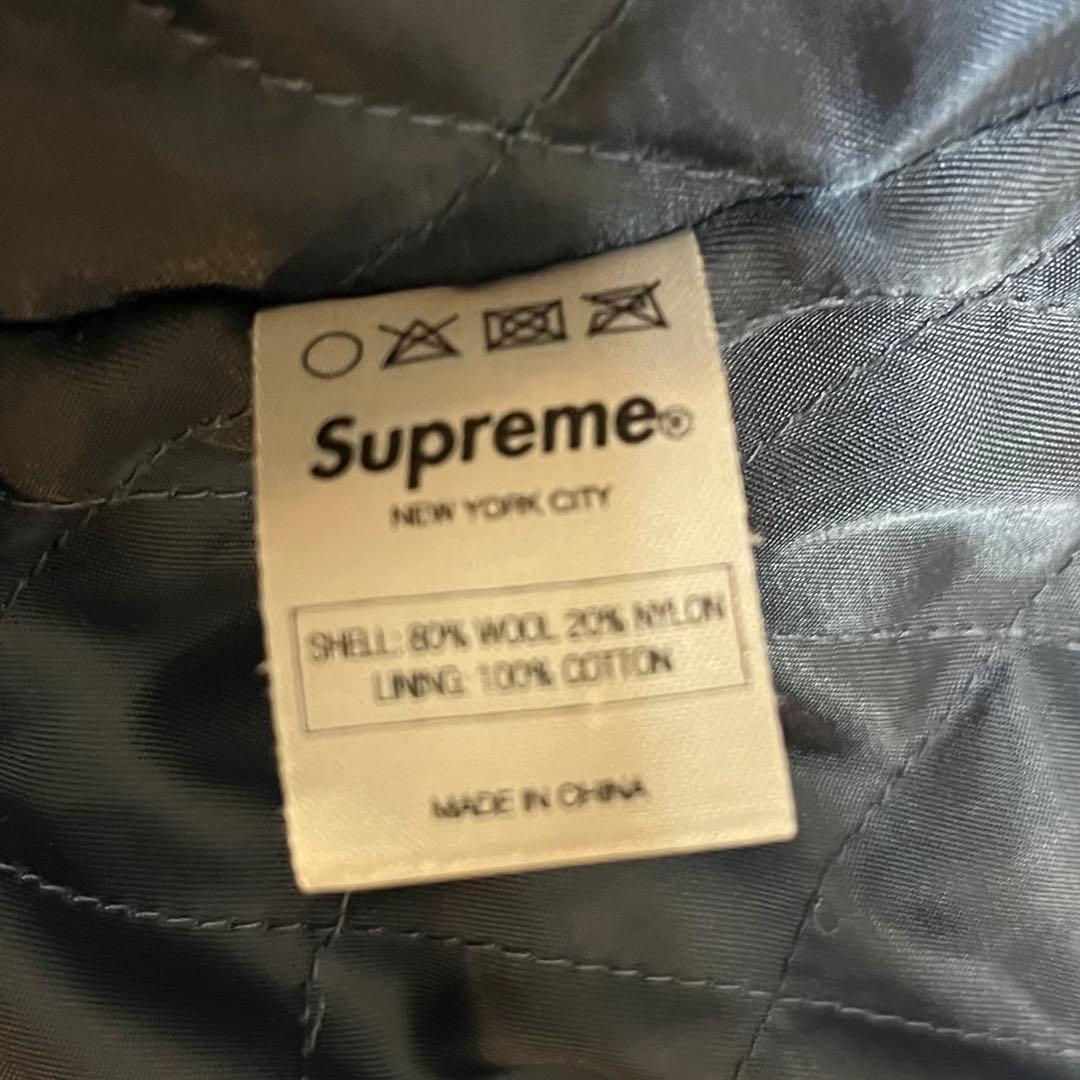 Supreme®
NEW YORK CITY
SHELL: 80% WOOL 20% NYLON
LINING: 100% COTTON
MADE IN CHINA